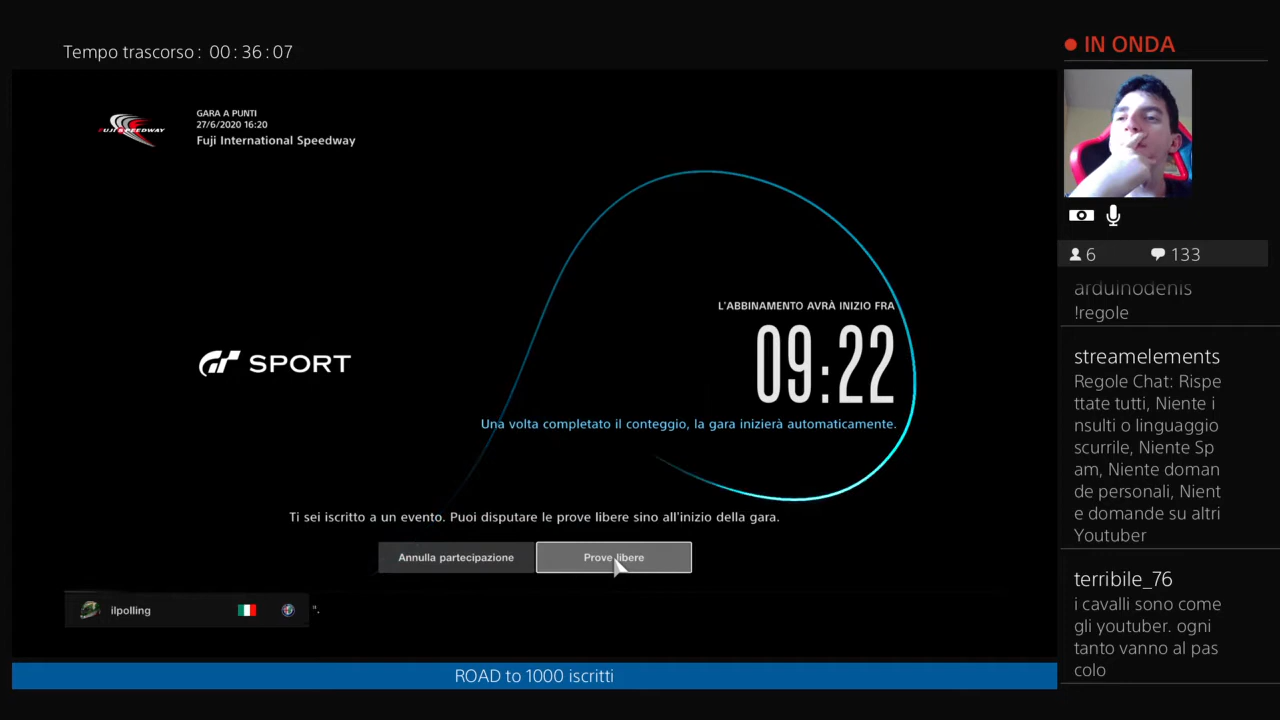 Tempo trascorso : 00 : 36 : 07
IN ONDA
FUJI SPEEDWAY
GARA A PUNTI
27/6/2020 16:20
Fuji International Speedway
6 133
L'ABBINAMENTO AVRÀ INIZIO FRA
09:22
Una volta completato il conteggio, la gara inizierà automaticamente.
GT SPORT
Ti sei iscritto a un evento. Puoi disputare le prove libere sino all'inizio della gara.
Annulla partecipazione Prove libere
ilpolling ".
ROAD to 1000 iscritti
arduinodenis
!regole
streamelements
Regole Chat: Rispe
ttate tutti, Niente i
nsulti o linguaggio
scurrile, Niente Sp
am, Niente doman
de personali, Nient
e domande su altri
Youtuber
terribile_76
i cavalli sono come
gli youtuber. ogni
tanto vanno al pas
colo